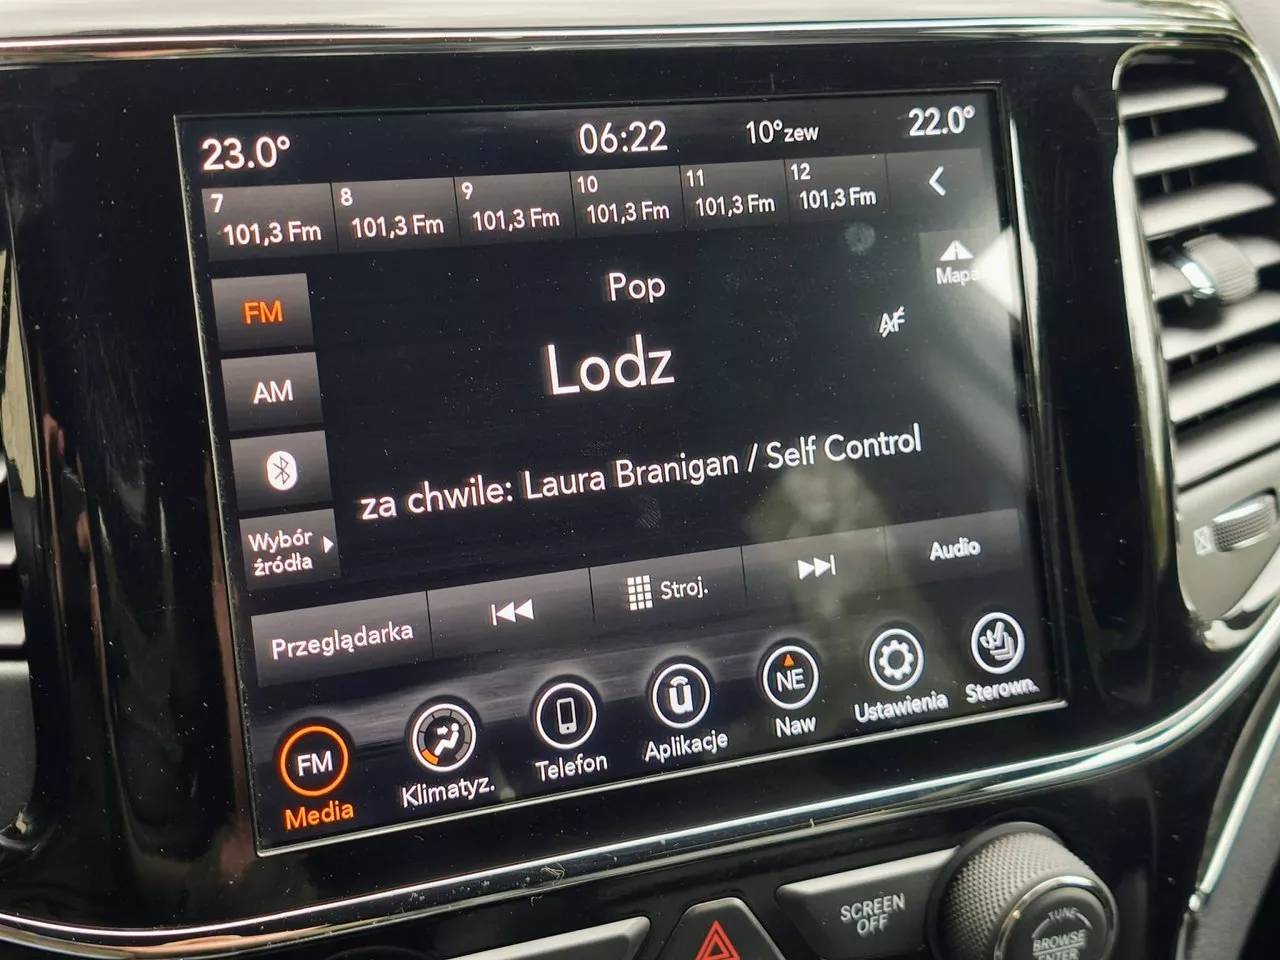 23.0°
06:22
10°zew
22.0°
7
101,3 Fm
8
101,3 Fm
9
101,3 Fm
10
101,3 Fm
11
101,3 Fm
12
101,3 Fm
FM
Pop
Mapa
AF
AM
Lodz
za chwile: Laura Branigan / Self Control
Wybór
źródła
Przeglądarka
Stroj.
Audio
FM
Media
Klimatyz.
Telefon
ū
Aplikacje
NE
Naw
Ustawienia
Sterown.
SCREEN
OFF
TUNE
BROWSE
ENTER